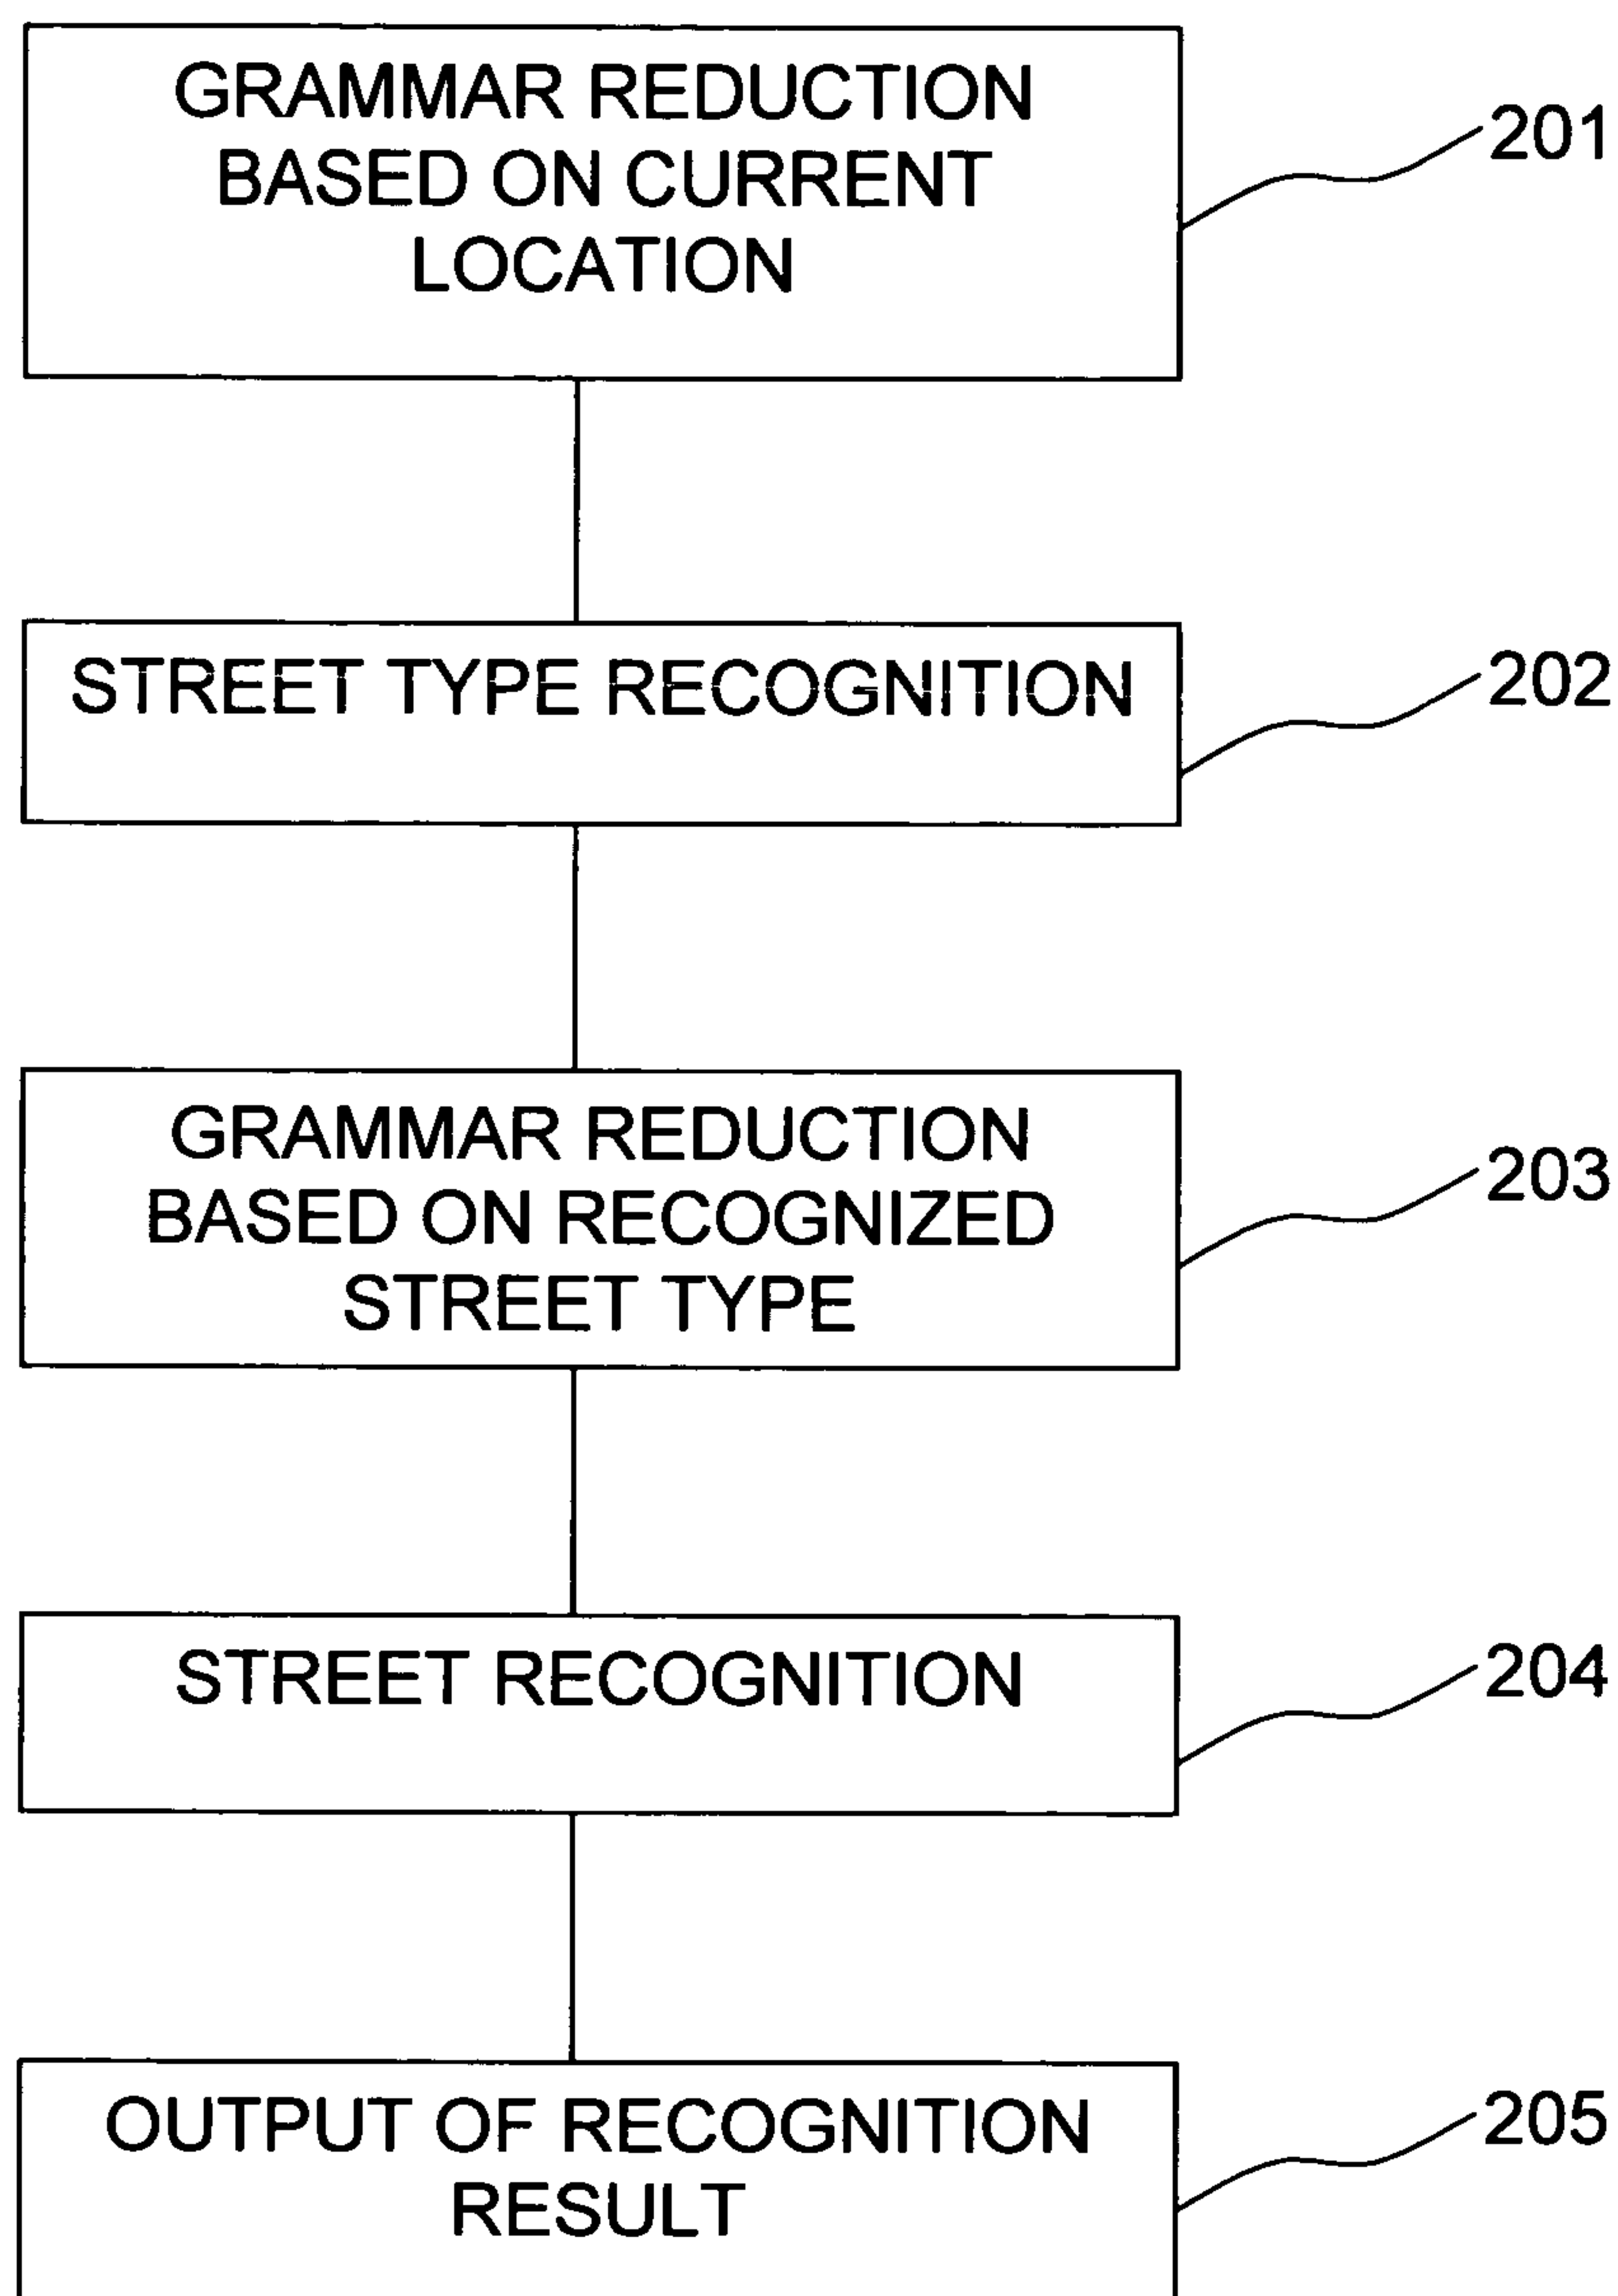 GRAMMAR REDUCTION
BASED ON CURRENT
LOCATION
201
STREET TYPE RECOGNITION
202
GRAMMAR REDUCTION
BASED ON RECOGNIZED
STREET TYPE
203
STREET RECOGNITION
204
OUTPUT OF RECOGNITION
RESULT
205